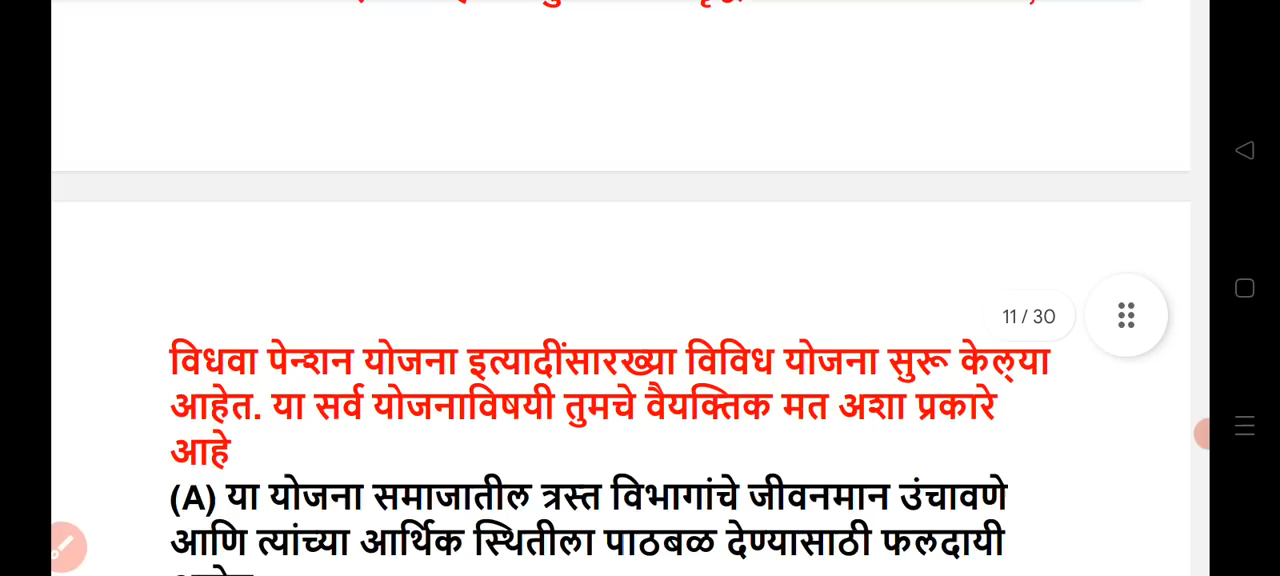 11 / 30
विधवा पेन्शन योजना इत्यादींसारख्या विविध योजना सुरू केल्या
आहेत. या सर्व योजनाविषयी तुमचे वैयक्तिक मत अशा प्रकारे
आहे
(A) या योजना समाजातील त्रस्त विभागांचे जीवनमान उंचावणे
आणि त्यांच्या आर्थिक स्थितीला पाठबळ देण्यासाठी फलदायी